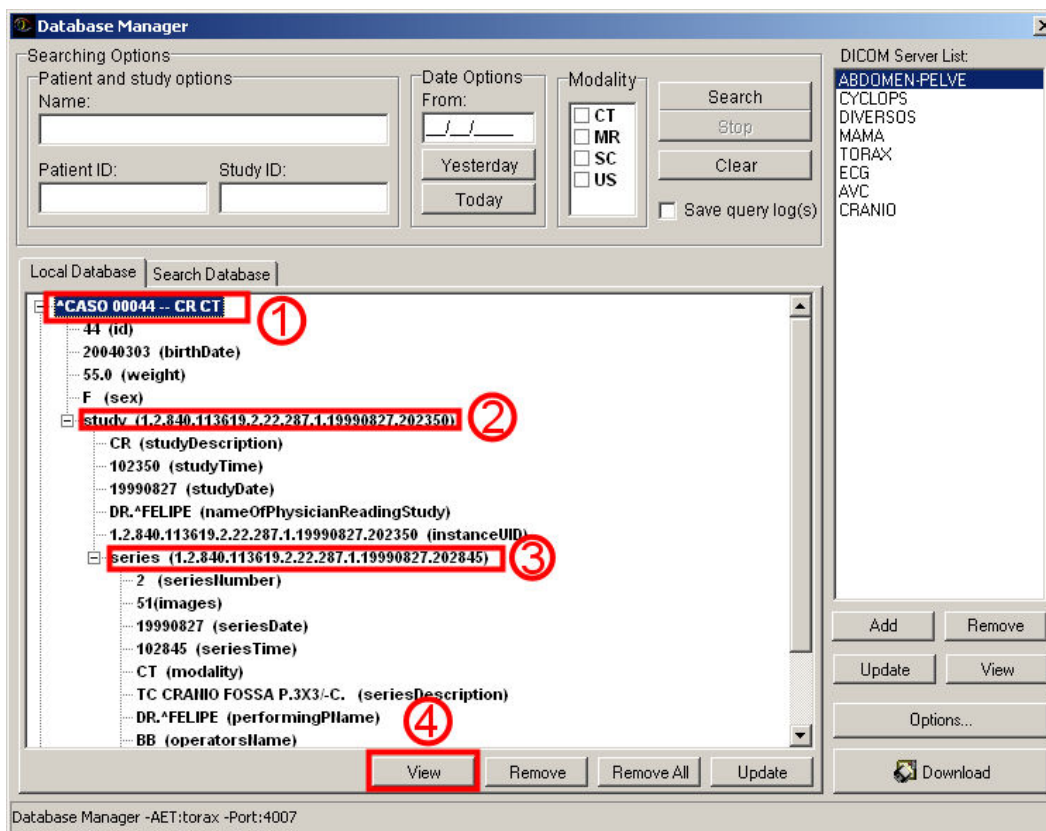 Database Manager
Searching Options
Patient and study options
Name:
Patient ID:
Study ID:
Date Options
From:
_/_/____
Yesterday
Today
Modality
CT
MR
SC
US
Search
Stop
Clear
Save query log(s)
DICOM Server List:
ABDOMEN-PELVE
CYCLOPS
DIVERSOS
MAMA
TORAX
ECG
AVC
CRANIO
Local Database
Search Database
^CASO 00044 -- CR CT
1
44 (id)
20040303 (birthDate)
55.0 (weight)
F (sex)
study (1.2.840.113619.2.22.287.1.19990827.202350)
2
CR (studyDescription)
102350 (studyTime)
19990827 (studyDate)
DR.^FELIPE (nameOfPhysicianReadingStudy)
1.2.840.113619.2.22.287.1.19990827.202350 (instanceUID)
series (1.2.840.113619.2.22.287.1.19990827.202845)
3
2 (seriesNumber)
51(images)
19990827 (seriesDate)
102845 (seriesTime)
CT (modality)
TC CRANIO FOSSA P.3X3/-C. (seriesDescription)
DR.^FELIPE (performingPName)
4
BB (operatorsName)
View
Remove
Remove All
Update
Add
Remove
Update
View
Options...
Download
Database Manager -AET:torax -Port:4007